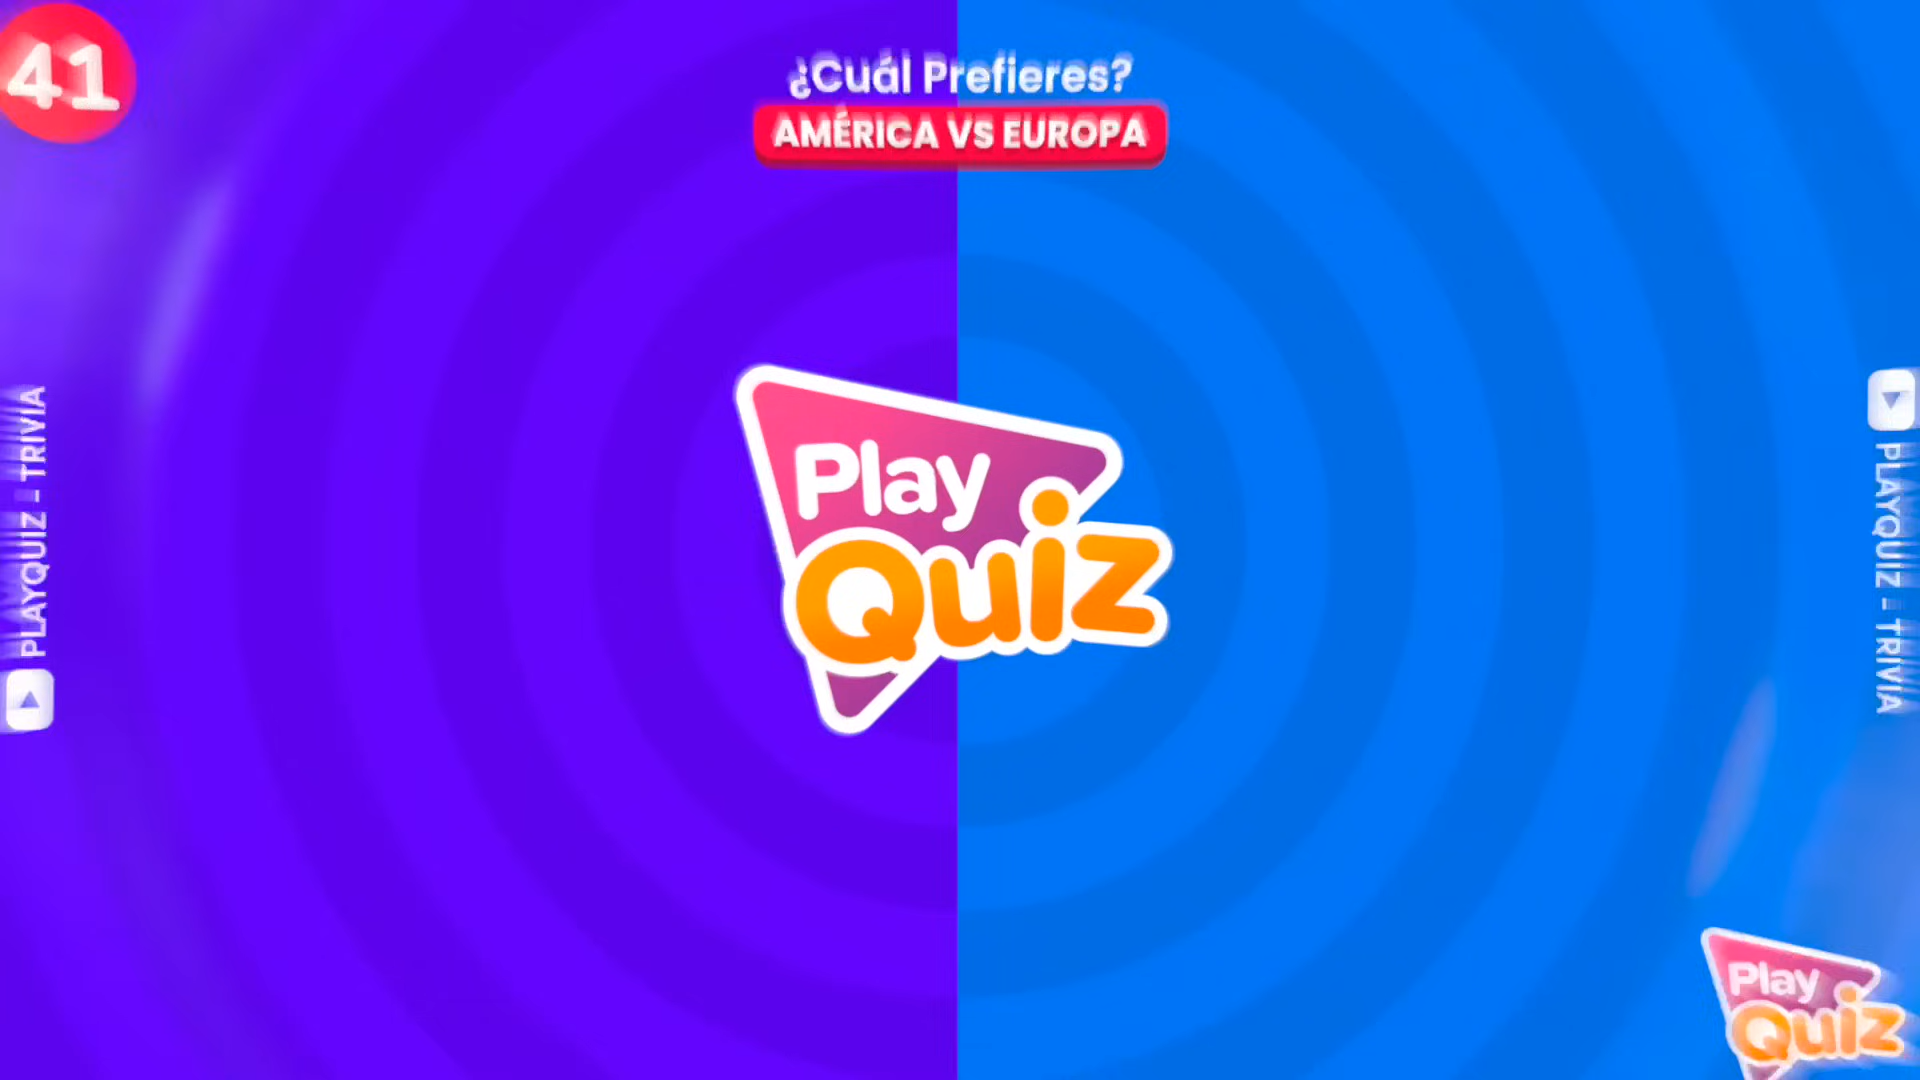 41
¿Cuál Prefieres?
AMÉRICA VS EUROPA
PLAYQUIZ - TRIVIA
Play
Quiz
PLAYQUIZ - TRIVIA
Play
Quiz